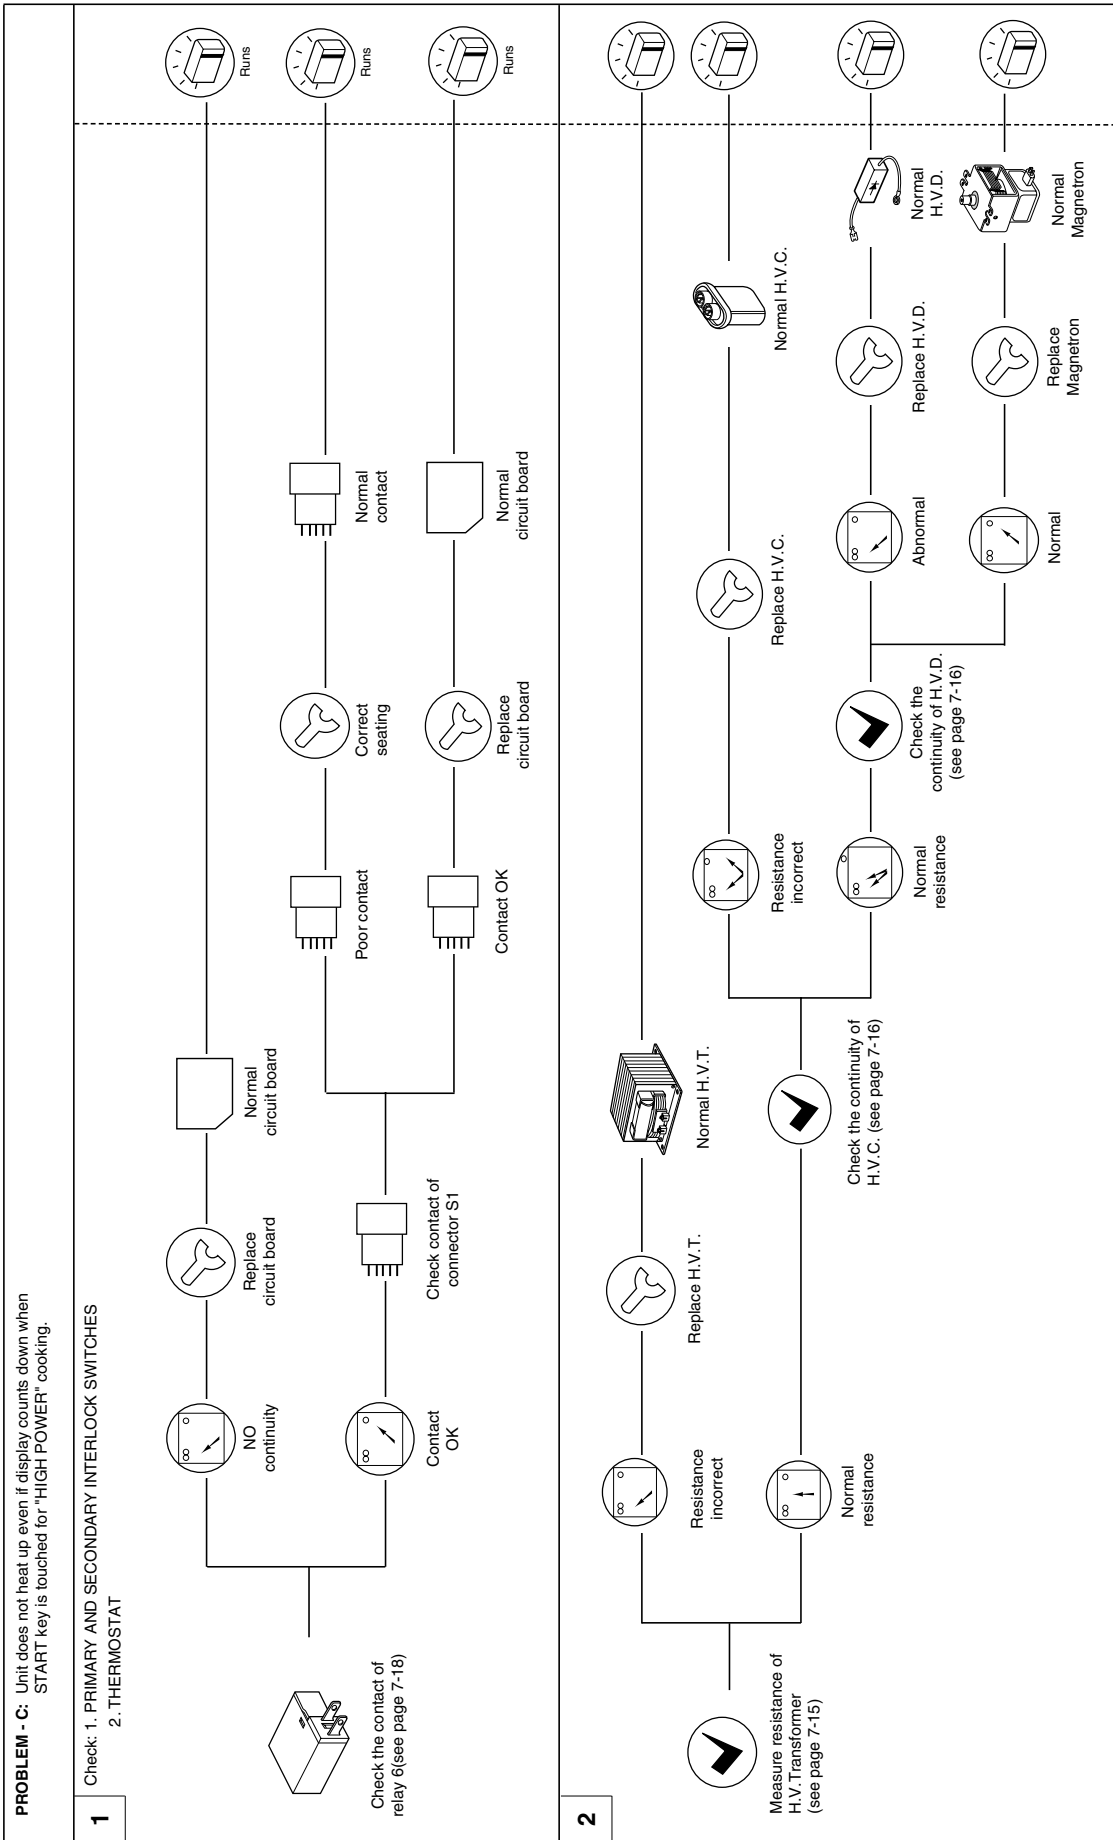 PROBLEM - C: Unit does not heat up even if display counts down when
START key is touched for "HIGH POWER" cooking.
1
Check: 1. PRIMARY AND SECONDARY INTERLOCK SWITCHES
2. THERMOSTAT
Check the contact of
relay 6(see page 7-18)
NO
continuity
Replace
circuit board
Normal
circuit board
Runs
Contact
OK
Check contact of
connector S1
Poor contact
Correct
seating
Normal
contact
Runs
Contact OK
Replace
circuit board
Normal
circuit board
Runs
2
Measure resistance of
H.V.Transformer
(see page 7-15)
Resistance
incorrect
Replace H.V.T.
Normal H.V.T.
Normal
resistance
Check the continuity of
H.V.C. (see page 7-16)
Resistance
incorrect
Replace H.V.C.
Normal H.V.C.
Normal
resistance
Check the
continuity of H.V.D.
(see page 7-16)
Abnormal
Replace H.V.D.
Normal
H.V.D.
Normal
Replace
Magnetron
Normal
Magnetron